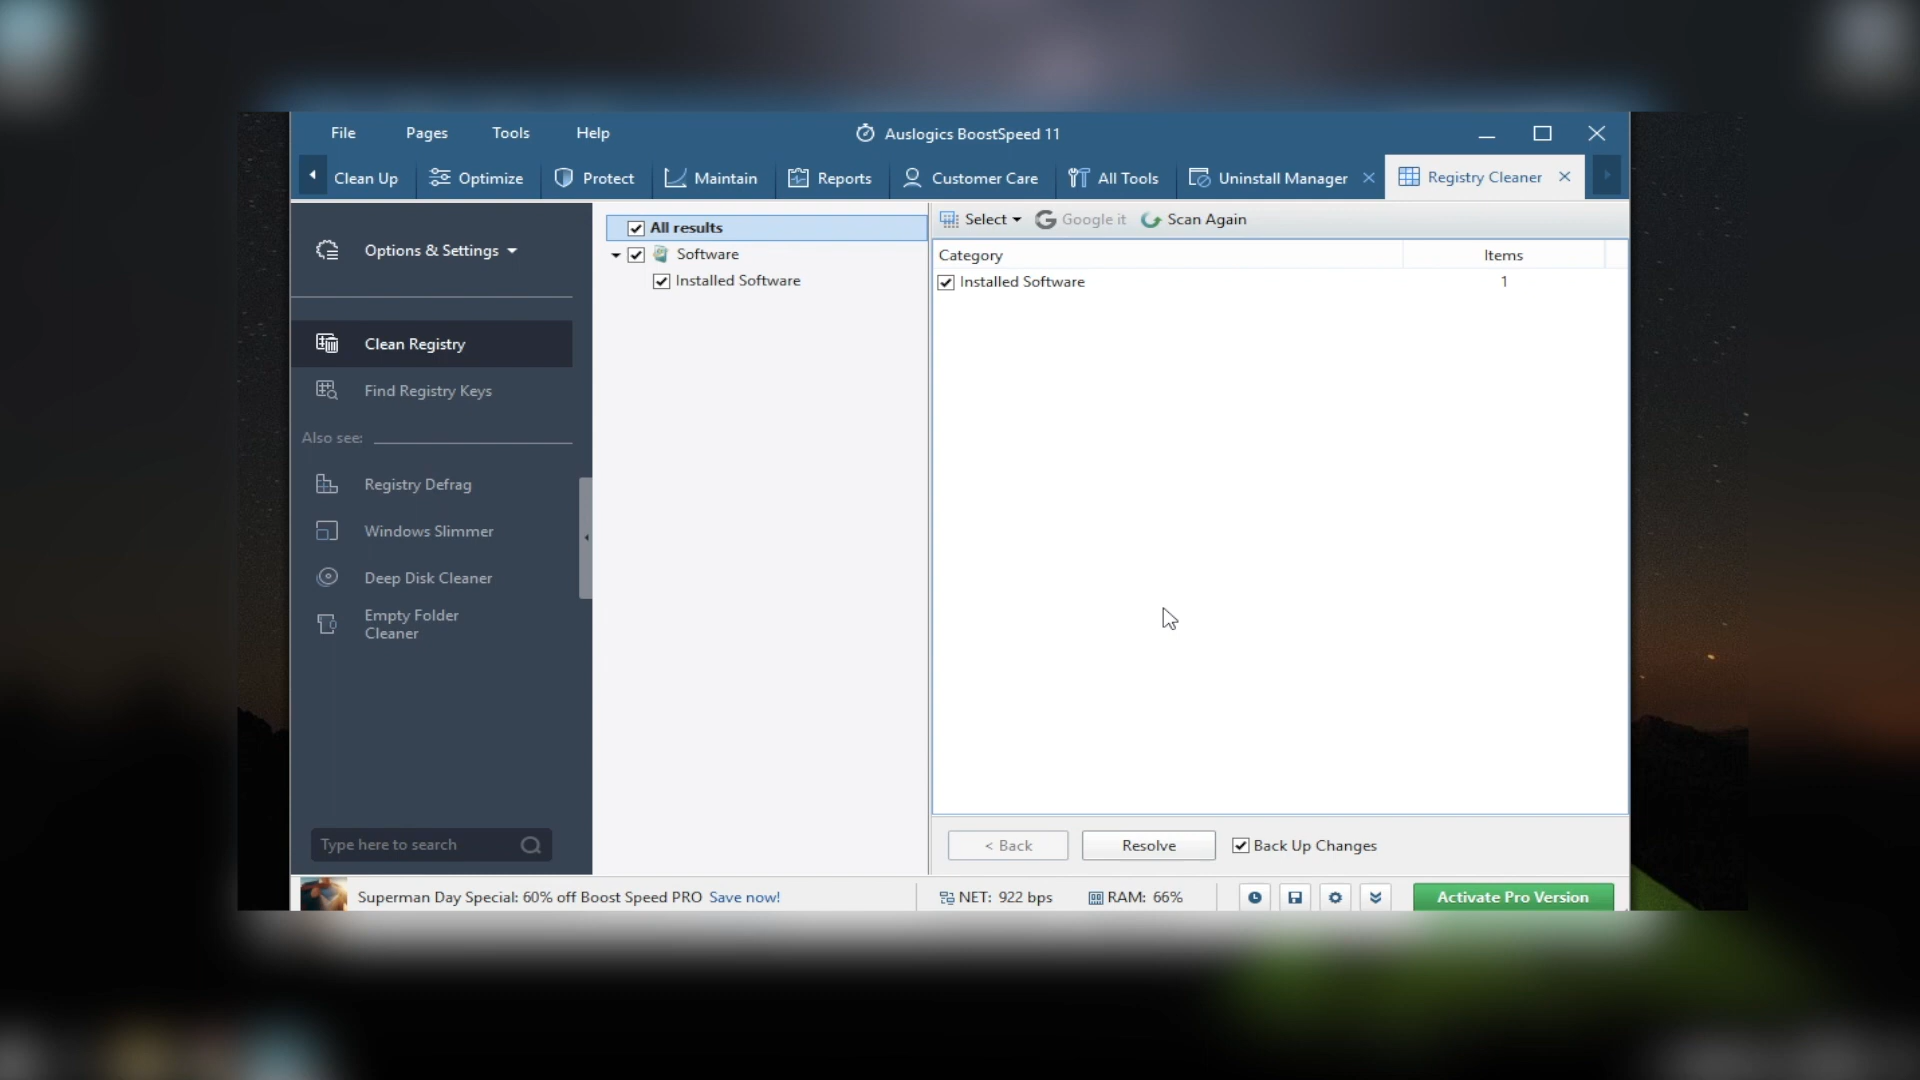 File Pages Tools Help Auslogics BoostSpeed 11
Clean Up Optimize Protect Maintain Reports Customer Care All Tools Uninstall Manager Registry Cleaner
Options & Settings
Clean Registry
Find Registry Keys
Also see:
Registry Defrag
Windows Slimmer
Deep Disk Cleaner
Empty Folder
Cleaner
Type here to search
All results
Software
Installed Software
Select Google it Scan Again
Category Items
Installed Software 1
< Back Resolve Back Up Changes
Superman Day Special: 60% off Boost Speed PRO Save now! NET: 922 bps RAM: 66% Activate Pro Version